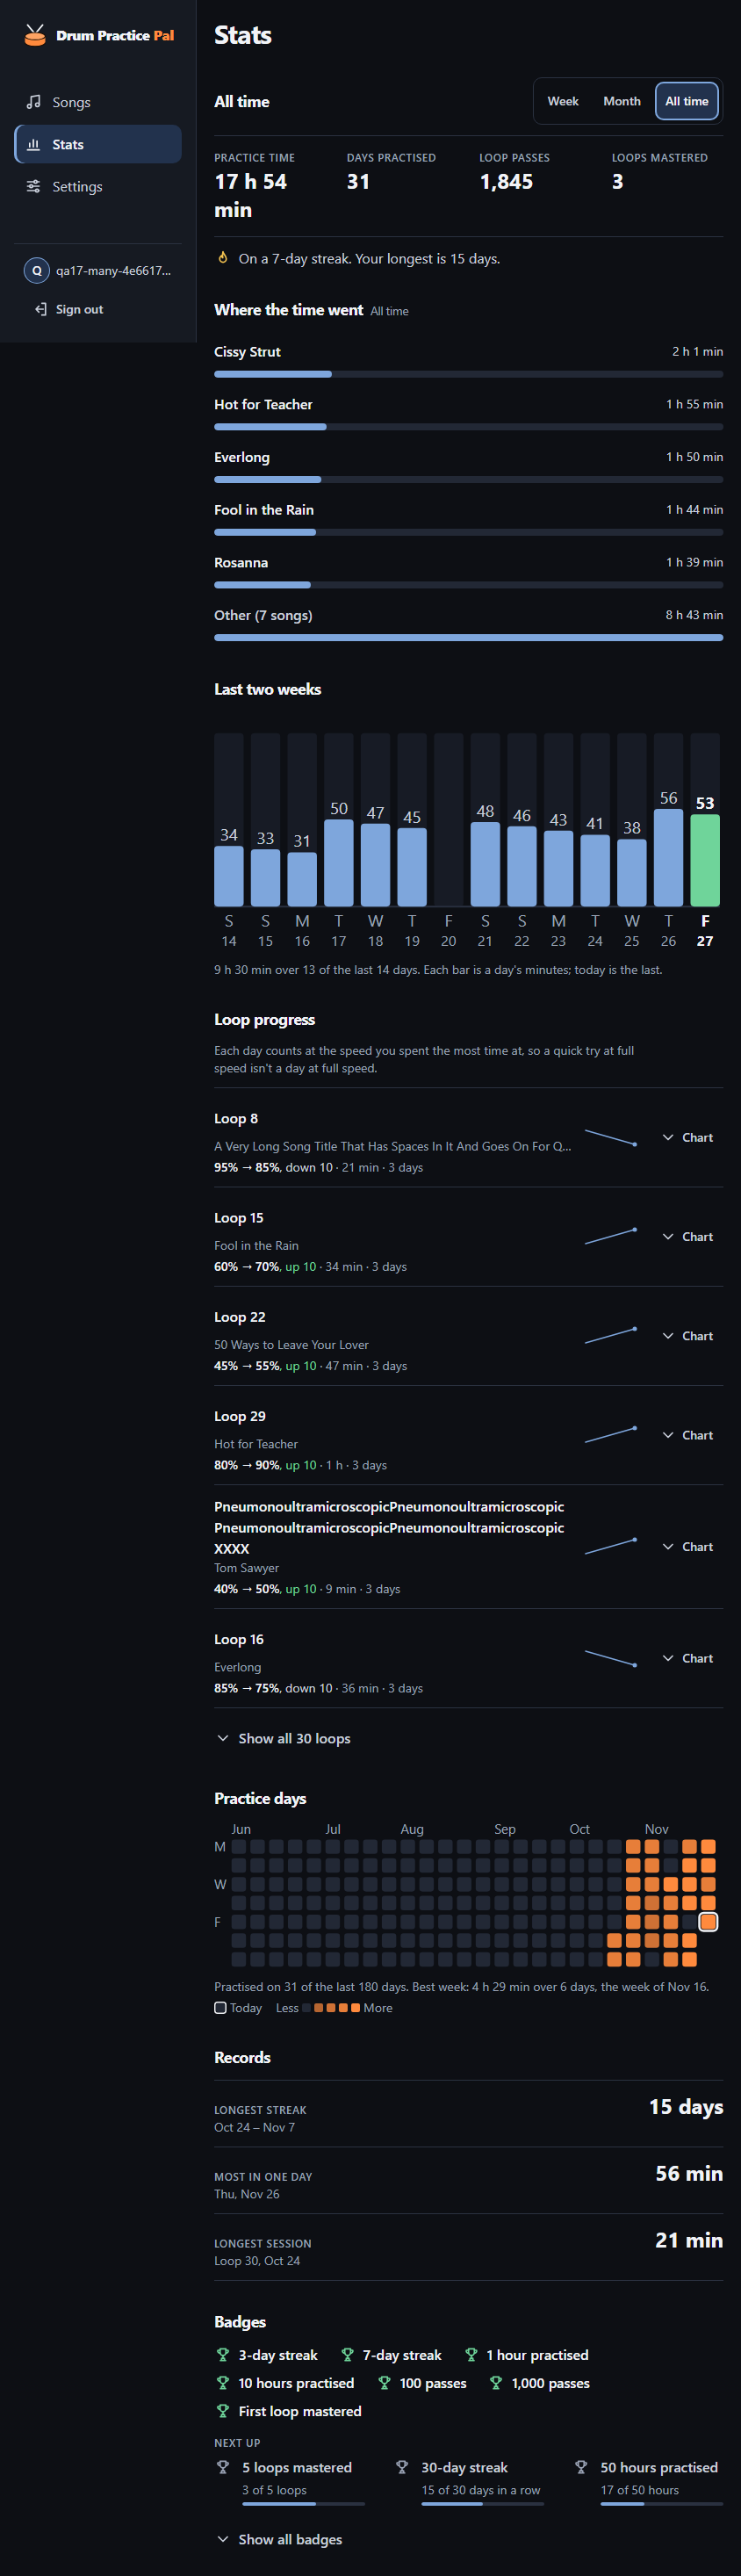 Drum Practice Pal
Songs
Stats
Settings
Q qa17-many-4e6617...
Sign out
Stats
All time
Week Month All time
PRACTICE TIME
17 h 54
min
DAYS PRACTISED
31
LOOP PASSES
1,845
LOOPS MASTERED
3
On a 7-day streak. Your longest is 15 days.
Where the time went All time
Cissy Strut 2 h 1 min
Hot for Teacher 1 h 55 min
Everlong 1 h 50 min
Fool in the Rain 1 h 44 min
Rosanna 1 h 39 min
Other (7 songs) 8 h 43 min
Last two weeks
34 33 31 50 47 45 48 46 43 41 38 56 53
S S M T W T F S S M T W T F
14 15 16 17 18 19 20 21 22 23 24 25 26 27
9 h 30 min over 13 of the last 14 days. Each bar is a day's minutes; today is the last.
Loop progress
Each day counts at the speed you spent the most time at, so a quick try at full
speed isn't a day at full speed.
Loop 8
A Very Long Song Title That Has Spaces In It And Goes On For Q...
95% → 85%, down 10 · 21 min · 3 days
Chart
Loop 15
Fool in the Rain
60% → 70%, up 10 · 34 min · 3 days
Chart
Loop 22
50 Ways to Leave Your Lover
45% → 55%, up 10 · 47 min · 3 days
Chart
Loop 29
Hot for Teacher
80% → 90%, up 10 · 1 h · 3 days
Chart
PneumonoultramicroscopicPneumonoultramicroscopic
PneumonoultramicroscopicPneumonoultramicroscopic
XXXX
Tom Sawyer
40% → 50%, up 10 · 9 min · 3 days
Chart
Loop 16
Everlong
85% → 75%, down 10 · 36 min · 3 days
Chart
Show all 30 loops
Practice days
Jun Jul Aug Sep Oct Nov
M
W
F
Practised on 31 of the last 180 days. Best week: 4 h 29 min over 6 days, the week of Nov 16.
Today Less More
Records
LONGEST STREAK
Oct 24 – Nov 7
15 days
MOST IN ONE DAY
Thu, Nov 26
56 min
LONGEST SESSION
Loop 30, Oct 24
21 min
Badges
3-day streak 7-day streak 1 hour practised
10 hours practised 100 passes 1,000 passes
First loop mastered
NEXT UP
5 loops mastered
3 of 5 loops
30-day streak
15 of 30 days in a row
50 hours practised
17 of 50 hours
Show all badges